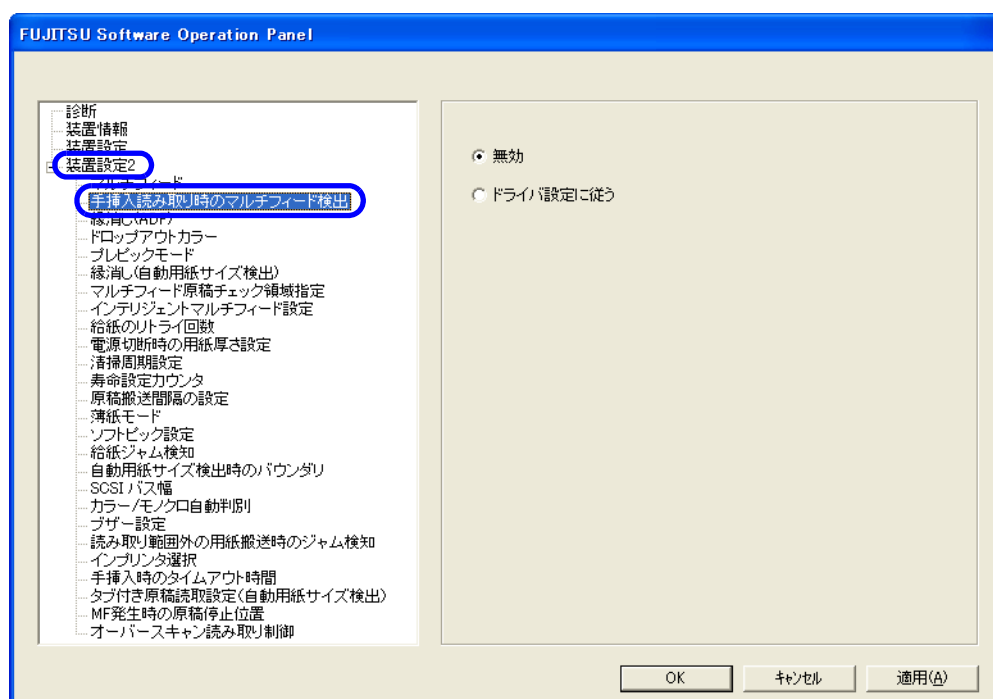 FUJITSU Software Operation Panel
診断
装置情報
装置設定
装置設定2
マルチフィード
手挿入読み取り時のマルチフィード検出
縁消し(ADF)
ドロップアウトカラー
プレピックモード
縁消し(自動用紙サイズ検出)
マルチフィード原稿チェック領域指定
インテリジェントマルチフィード設定
給紙のリトライ回数
電源切断時の用紙厚さ設定
清掃周期設定
寿命設定カウンタ
原稿搬送間隔の設定
薄紙モード
ソフトピック設定
給紙ジャム検知
自動用紙サイズ検出時のバウンダリ
SCSI バス幅
カラー/モノクロ自動判別
ブザー設定
読み取り範囲外の用紙搬送時のジャム検知
インプリンタ選択
手挿入時のタイムアウト時間
タブ付き原稿読取設定(自動用紙サイズ検出)
MF発生時の原稿停止位置
オーバースキャン読み取り制御
無効
ドライバ設定に従う
OK
キャンセル
適用(A)